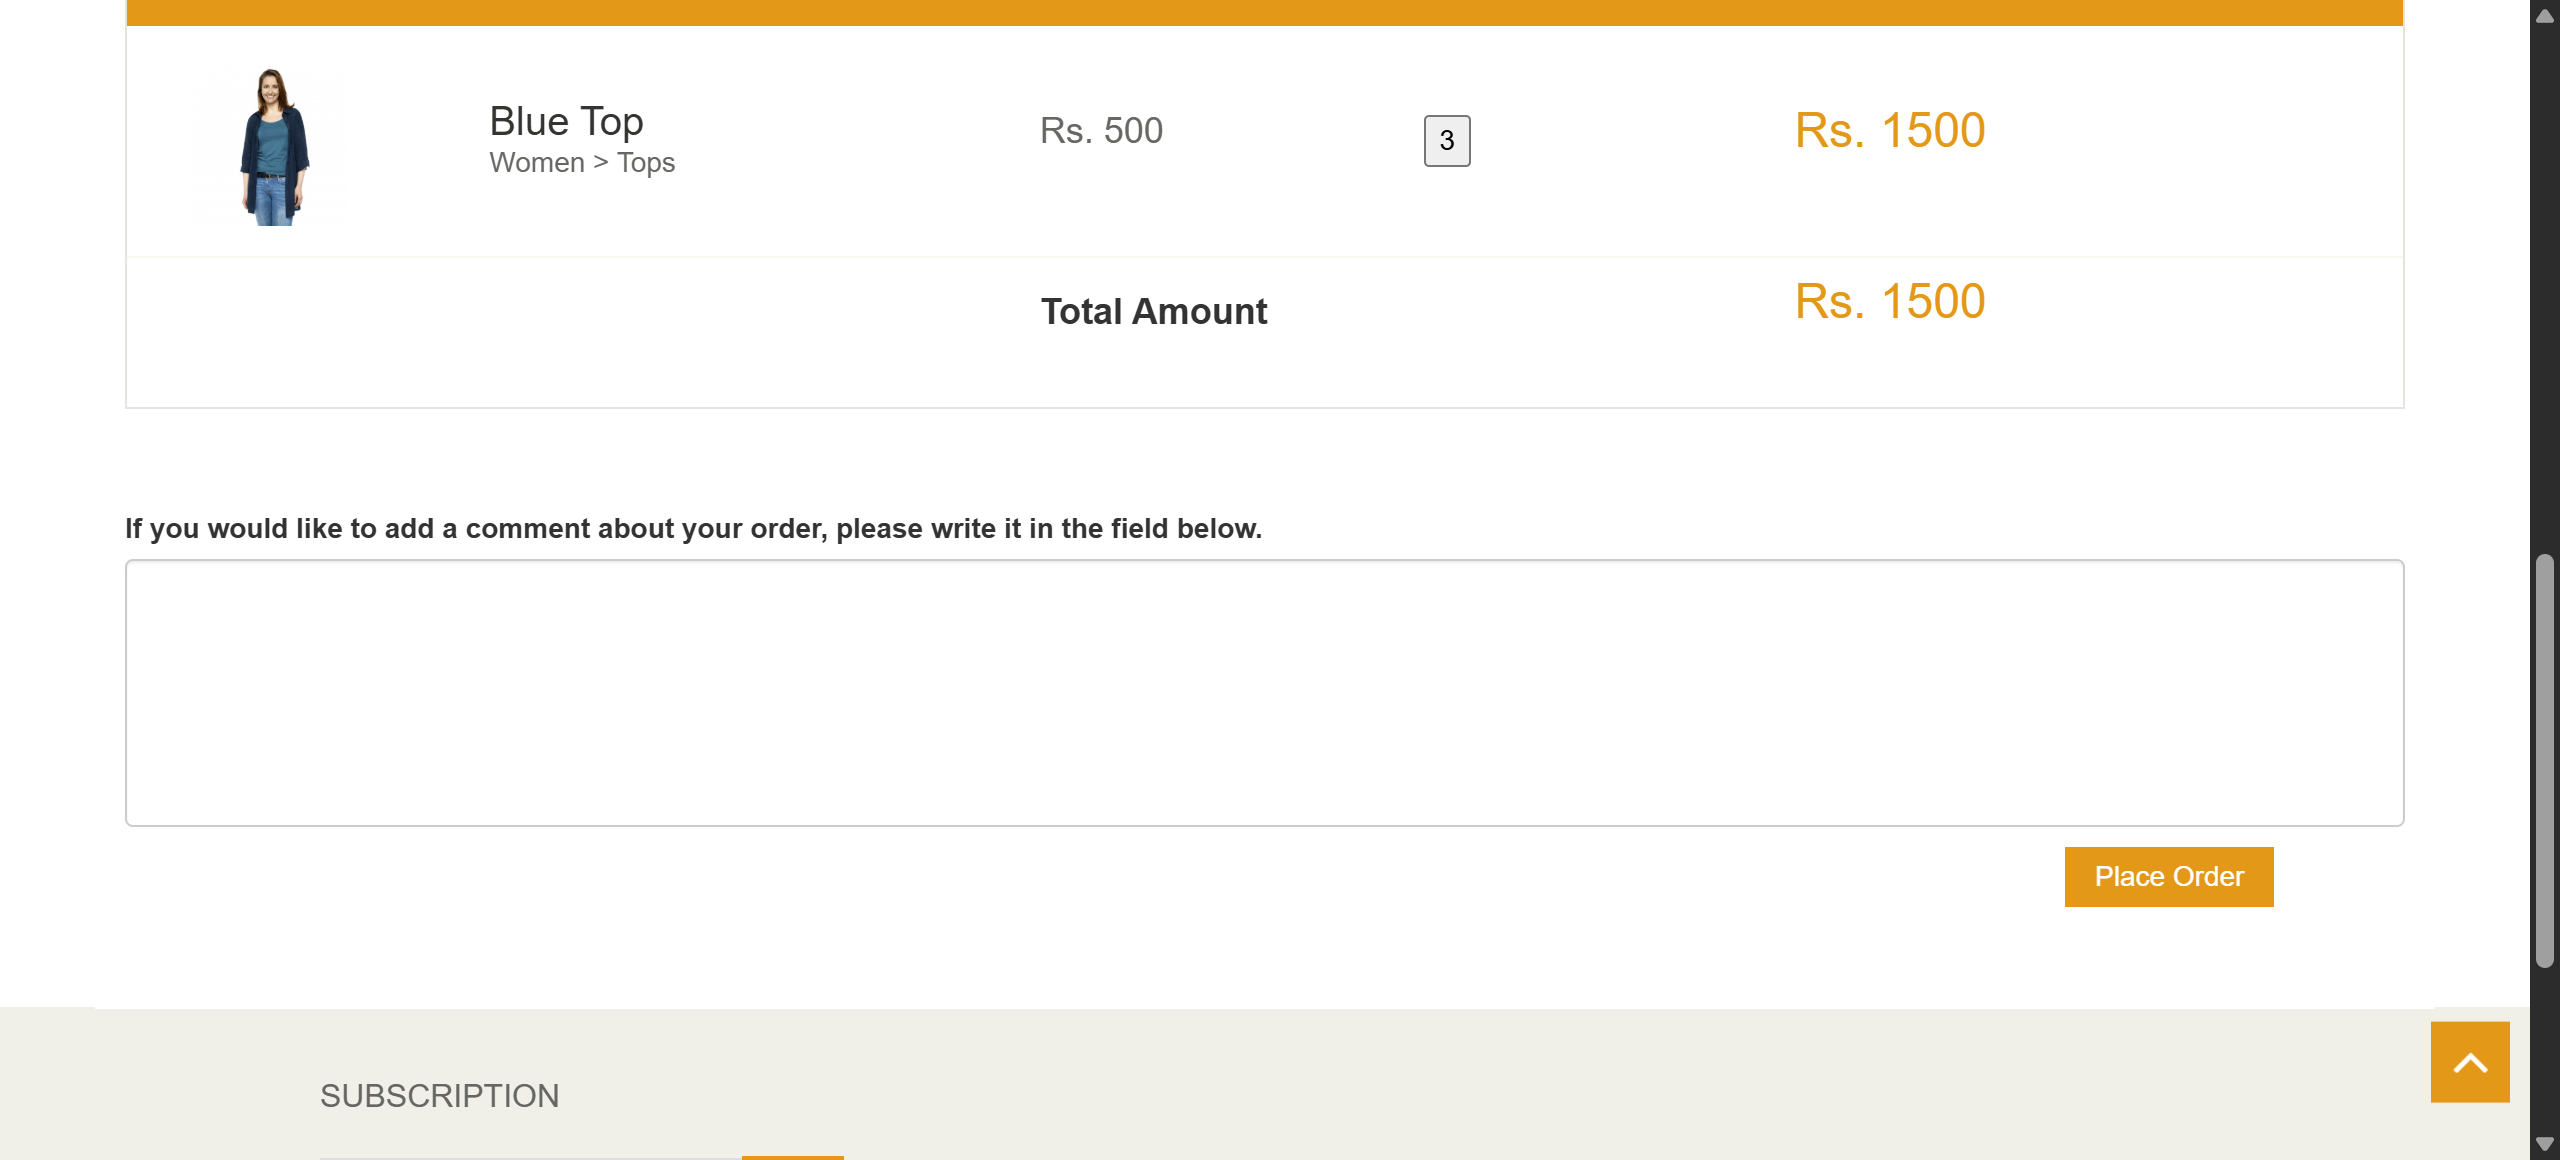 Blue Top
Women > Tops
Rs. 500
3
Rs. 1500
Total Amount
Rs. 1500
If you would like to add a comment about your order, please write it in the field below.
Place Order
SUBSCRIPTION